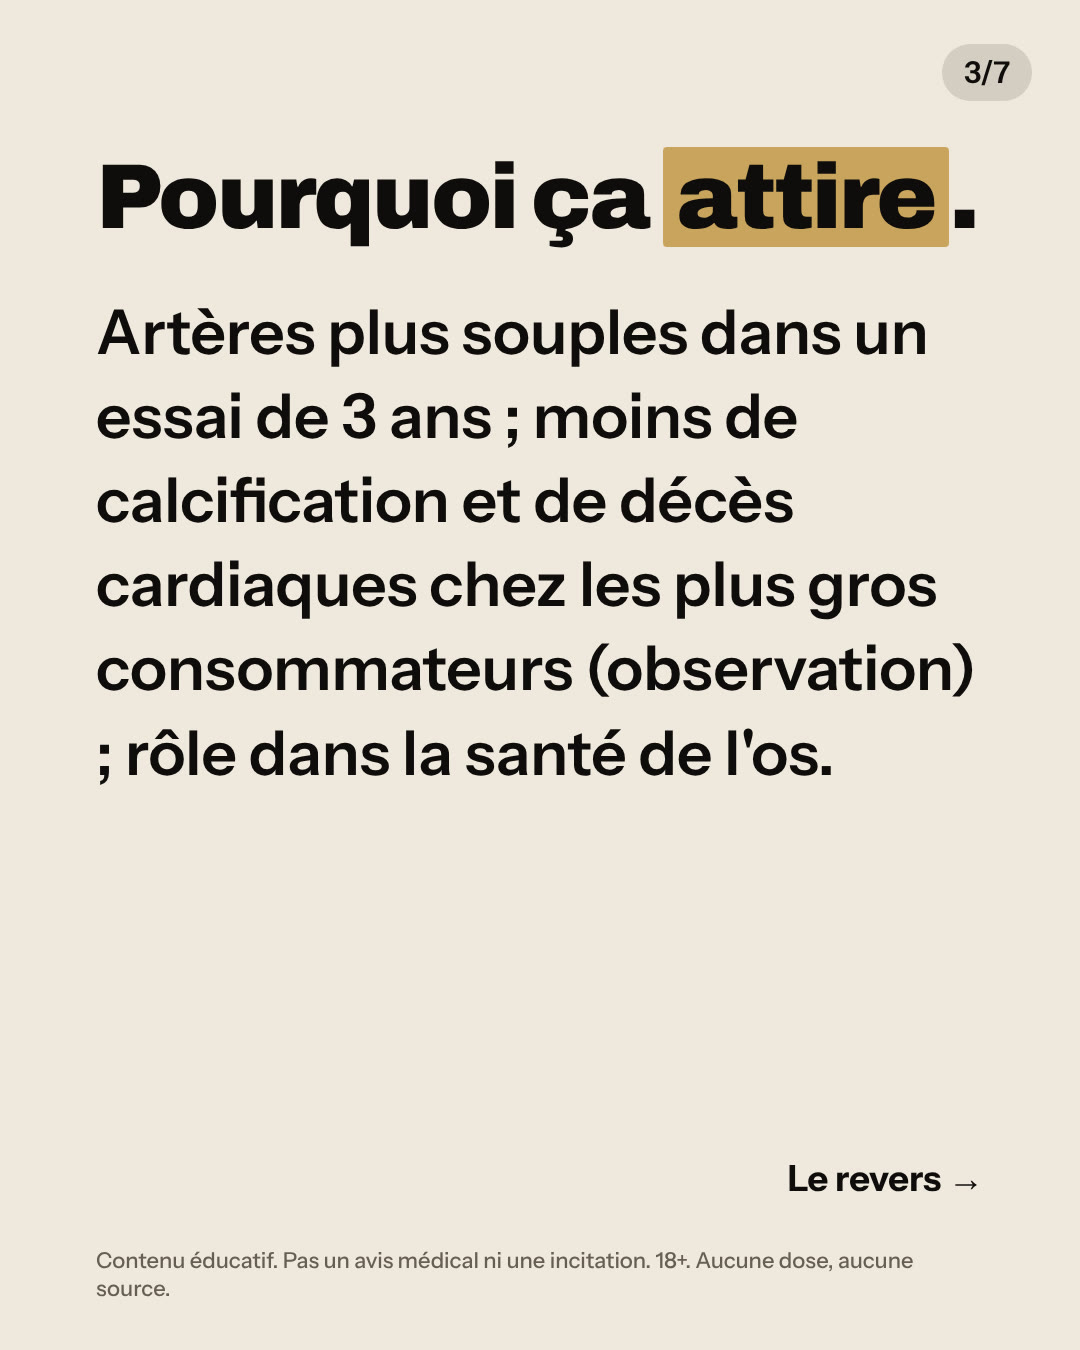 3/7
Pourquoi ça attire.
Artères plus souples dans un
essai de 3 ans ; moins de
calcification et de décès
cardiaques chez les plus gros
consommateurs (observation)
; rôle dans la santé de l'os.
Le revers →
Contenu éducatif. Pas un avis médical ni une incitation. 18+. Aucune dose, aucune
source.